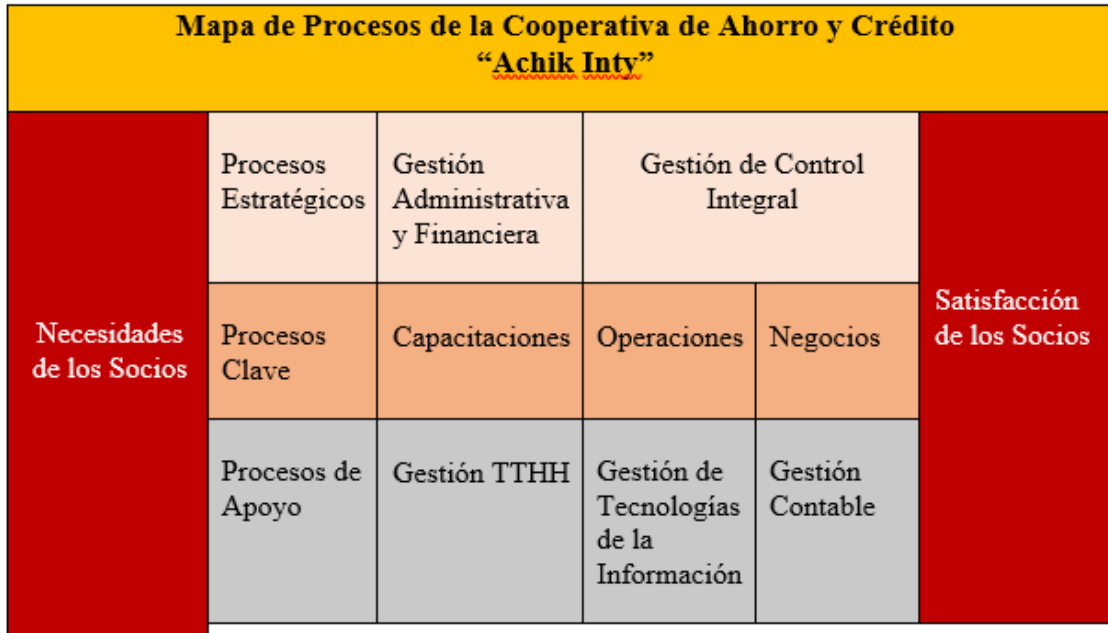 Mapa de Procesos de la Cooperativa de Ahorro y Crédito
“Achik Inty”
Necesidades
de los Socios
Procesos
Estratégicos
Gestión
Administrativa
y Financiera
Gestión de Control
Integral
Procesos
Clave
Capacitaciones
Operaciones
Negocios
Procesos de
Apoyo
Gestión TTHH
Gestión de
Tecnologías
de la
Información
Gestión
Contable
Satisfacción
de los Socios